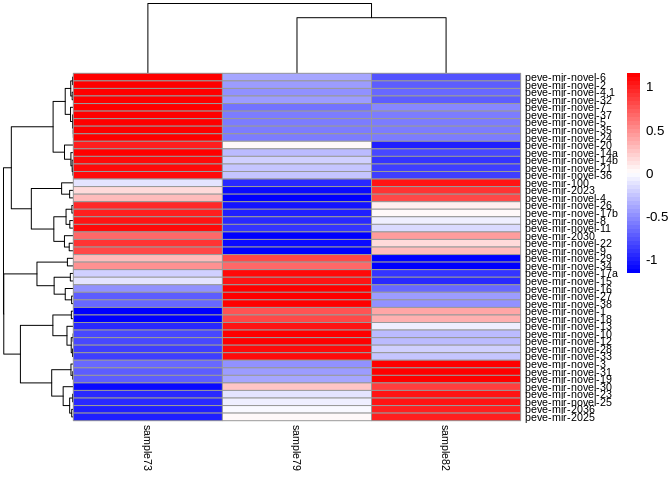 peve-mir-novel-6
peve-mir-novel-2
peve-mir-novel-4.1
peve-mir-novel-32
peve-mir-novel-7
peve-mir-novel-37
peve-mir-novel-5
peve-mir-novel-35
peve-mir-novel-24
peve-mir-novel-20
peve-mir-novel-14a
peve-mir-novel-14b
peve-mir-novel-21
peve-mir-novel-36
peve-mir-100
peve-mir-2023
peve-mir-novel-4
peve-mir-novel-26
peve-mir-novel-17b
peve-mir-novel-8
peve-mir-novel-11
peve-mir-2030
peve-mir-novel-22
peve-mir-novel-9
peve-mir-novel-29
peve-mir-novel-34
peve-mir-novel-17a
peve-mir-novel-15
peve-mir-novel-16
peve-mir-novel-27
peve-mir-novel-38
peve-mir-novel-1
peve-mir-novel-18
peve-mir-novel-13
peve-mir-novel-10
peve-mir-novel-12
peve-mir-novel-28
peve-mir-novel-33
peve-mir-novel-3
peve-mir-novel-31
peve-mir-novel-19
peve-mir-novel-30
peve-mir-novel-23
peve-mir-novel-25
peve-mir-2036
peve-mir-2025
1
0.5
0
-0.5
-1
sample73
sample79
sample82